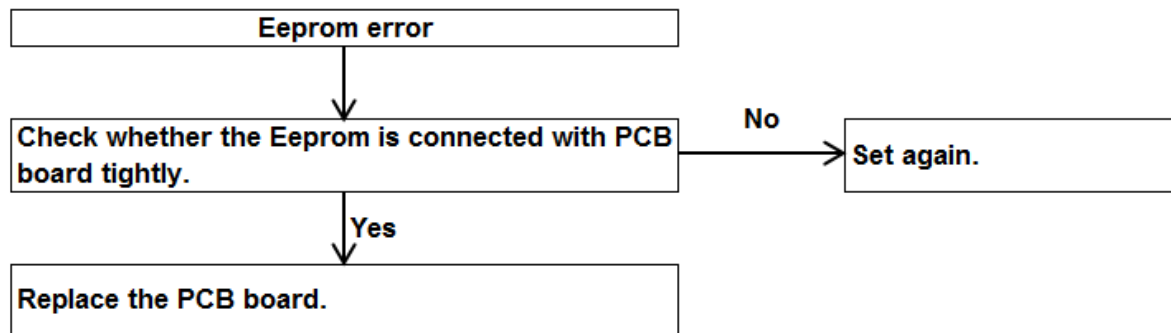 Eeprom error
Check whether the Eeprom is connected with PCB
board tightly.
No
Set again.
Yes
Replace the PCB board.